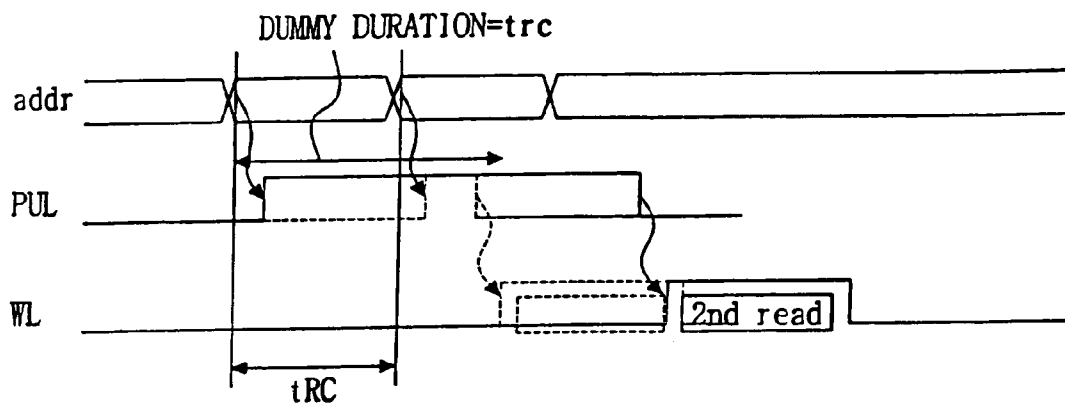 DUMMY DURATION=trc
addr
PUL
WL
2nd read
tRC